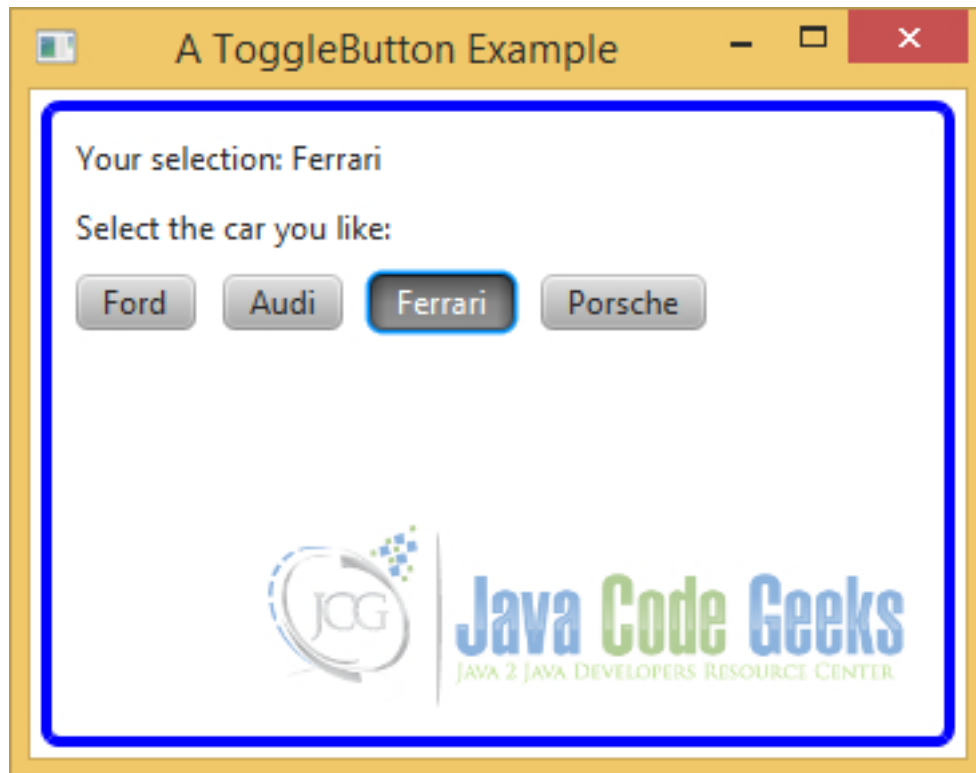 A ToggleButton Example
Your selection: Ferrari
Select the car you like:
Ford Audi Ferrari Porsche
JCG
Java Code Geeks
JAVA 2 JAVA DEVELOPERS RESOURCE CENTER